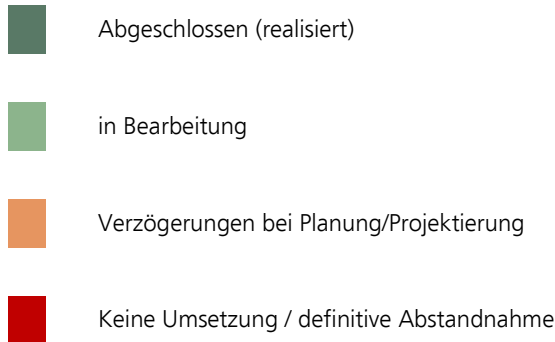 Abgeschlossen (realisiert)
in Bearbeitung
Verzögerungen bei Planung/Projektierung
Keine Umsetzung / definitive Abstandnahme